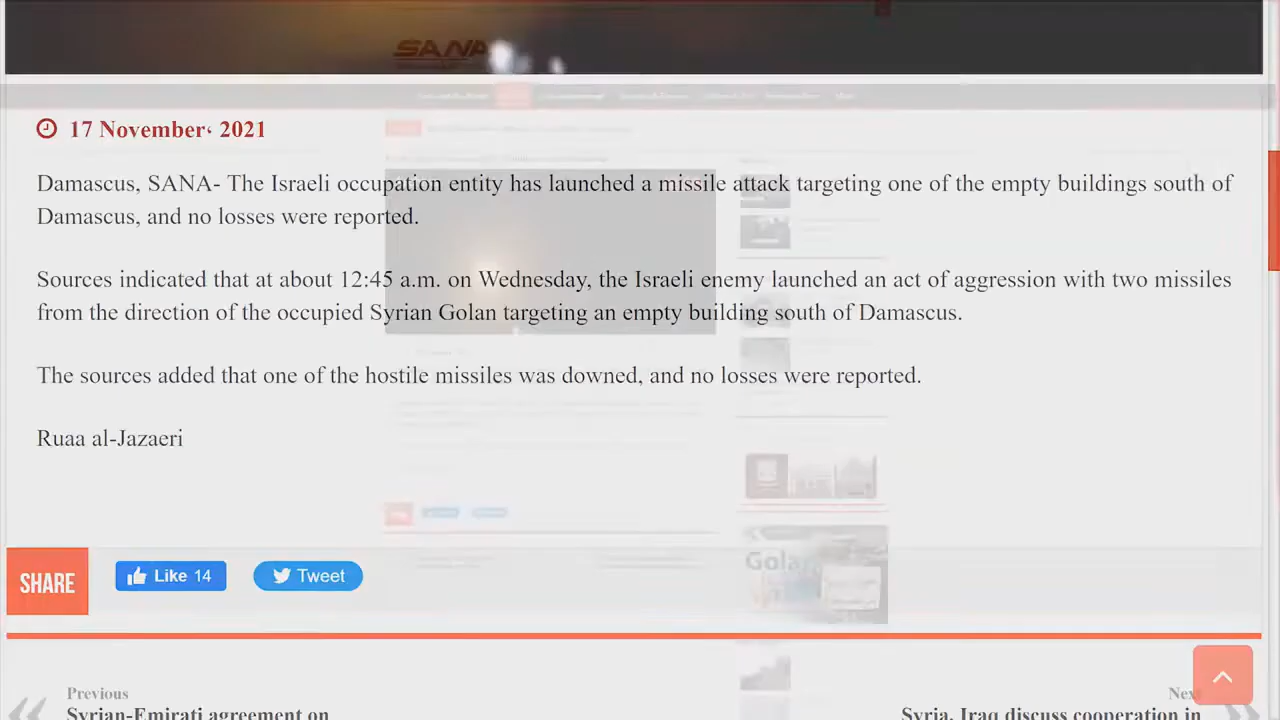 SANA
17 November، 2021
Damascus, SANA- The Israeli occupation entity has launched a missile attack targeting one of the empty buildings south of
Damascus, and no losses were reported.
Sources indicated that at about 12:45 a.m. on Wednesday, the Israeli enemy launched an act of aggression with two missiles
from the direction of the occupied Syrian Golan targeting an empty building south of Damascus.
The sources added that one of the hostile missiles was downed, and no losses were reported.
Ruaa al-Jazaeri
Gola
SHARE
Like 14
Tweet
Previous
Next
Syrian-Emirati agreement on
Syria, Iraq discuss cooperation in